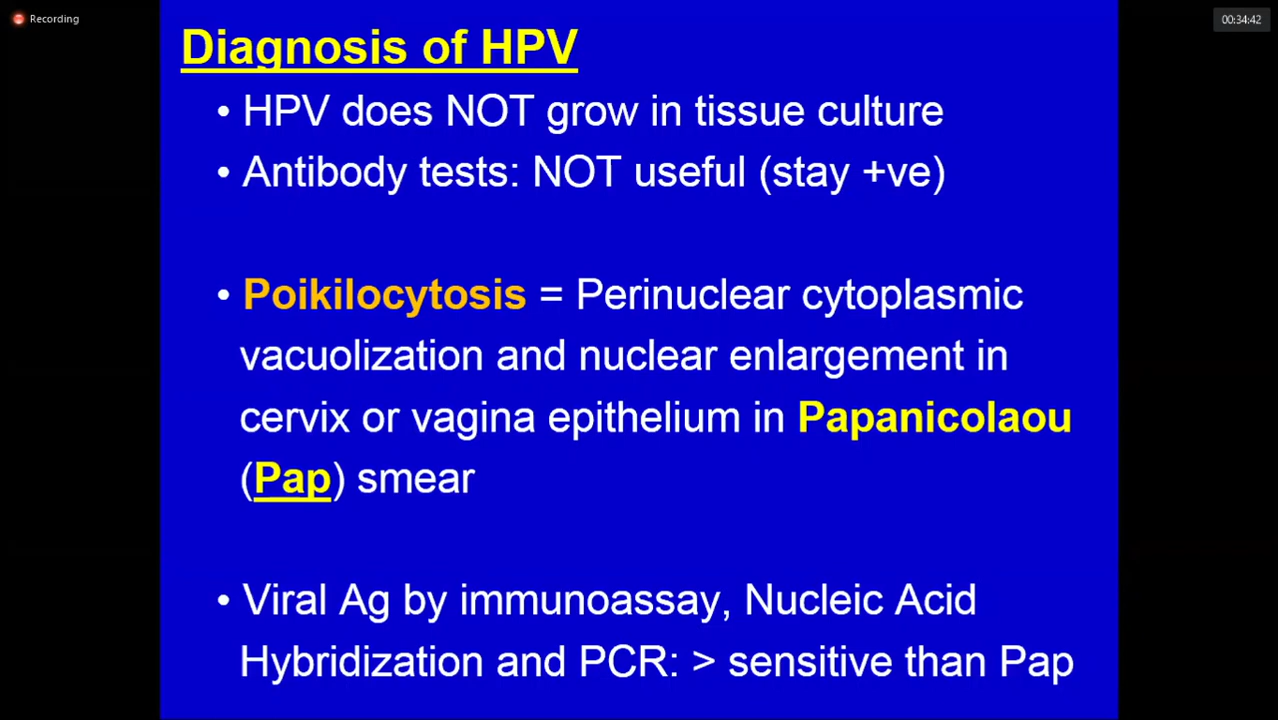 Recording
00:34:42
Diagnosis of HPV
• HPV does NOT grow in tissue culture
• Antibody tests: NOT useful (stay +ve)
• Poikilocytosis = Perinuclear cytoplasmic
vacuolization and nuclear enlargement in
cervix or vagina epithelium in Papanicolaou
(Pap) smear
• Viral Ag by immunoassay, Nucleic Acid
Hybridization and PCR: > sensitive than Pap